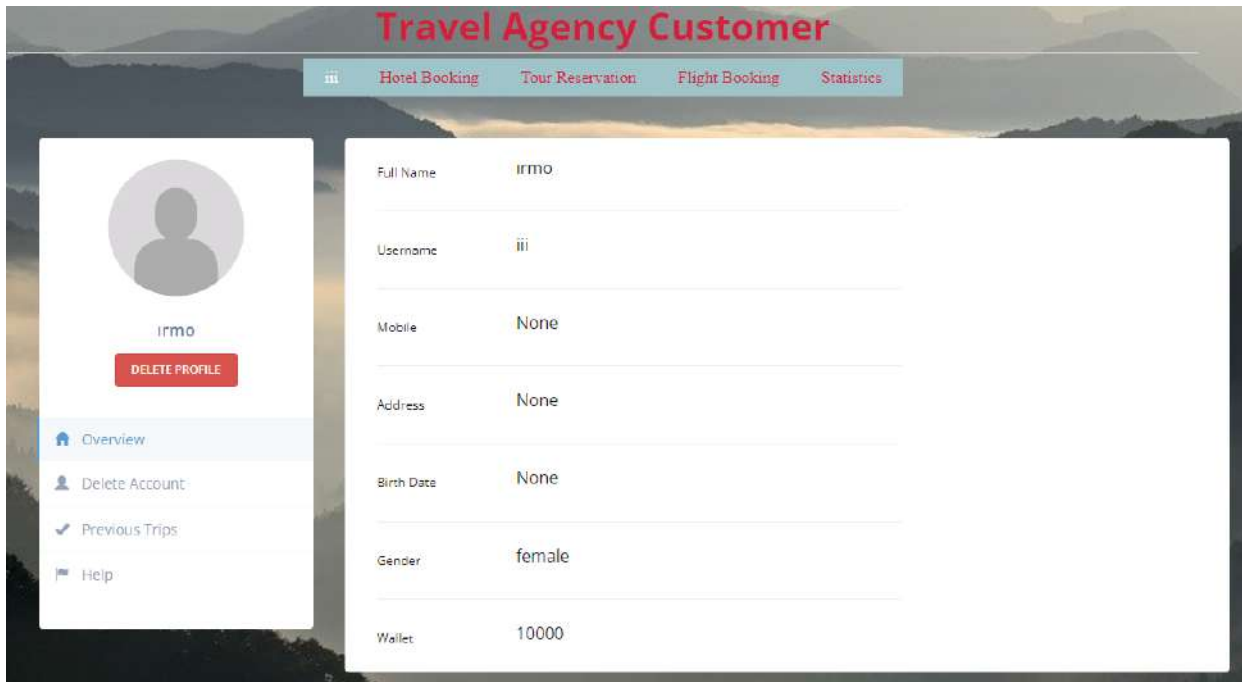 Travel Agency Customer
iii Hotel Booking Tour Reservation Flight Booking Statistics
irmo
DELETE PROFILE
Overview
Delete Account
Previous Trips
Help
Full Name irmo
Username iii
Mobile None
Address None
Birth Date None
Gender female
Wallet 10000